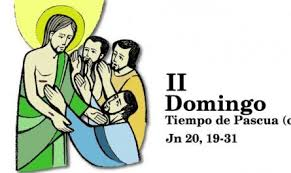 II
Domingo
Tiempo de Pascua (c
Jn 20, 19-31